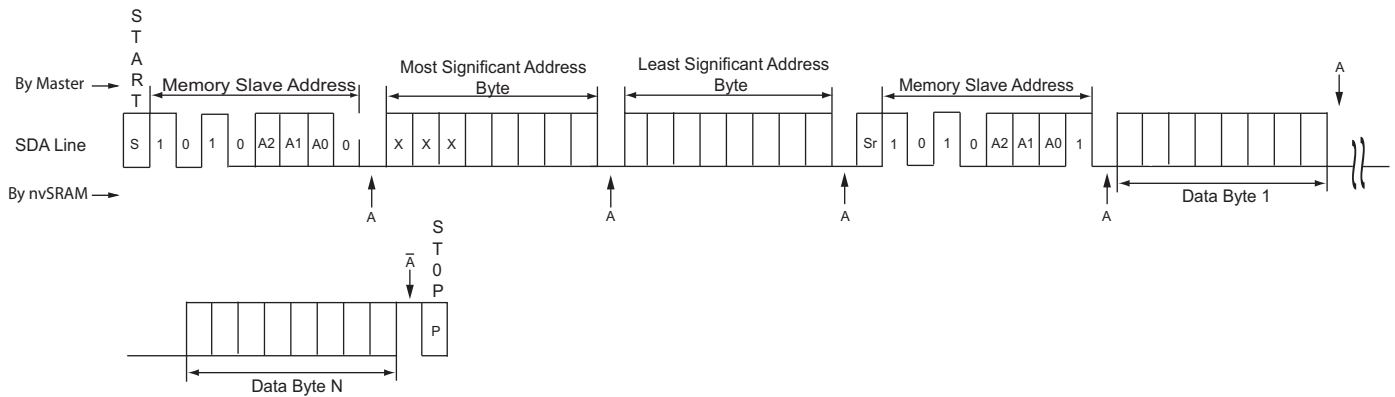 START
By Master
Memory Slave Address
Most Significant Address
Byte
Least Significant Address
Byte
Memory Slave Address
A
SDA Line
S 1 0 1 0 A2 A1 A0 0 X X X Sr 1 0 1 0 A2 A1 A0 1
By nvSRAM
A A A A
Data Byte 1
A̅
ST0P
P
Data Byte N